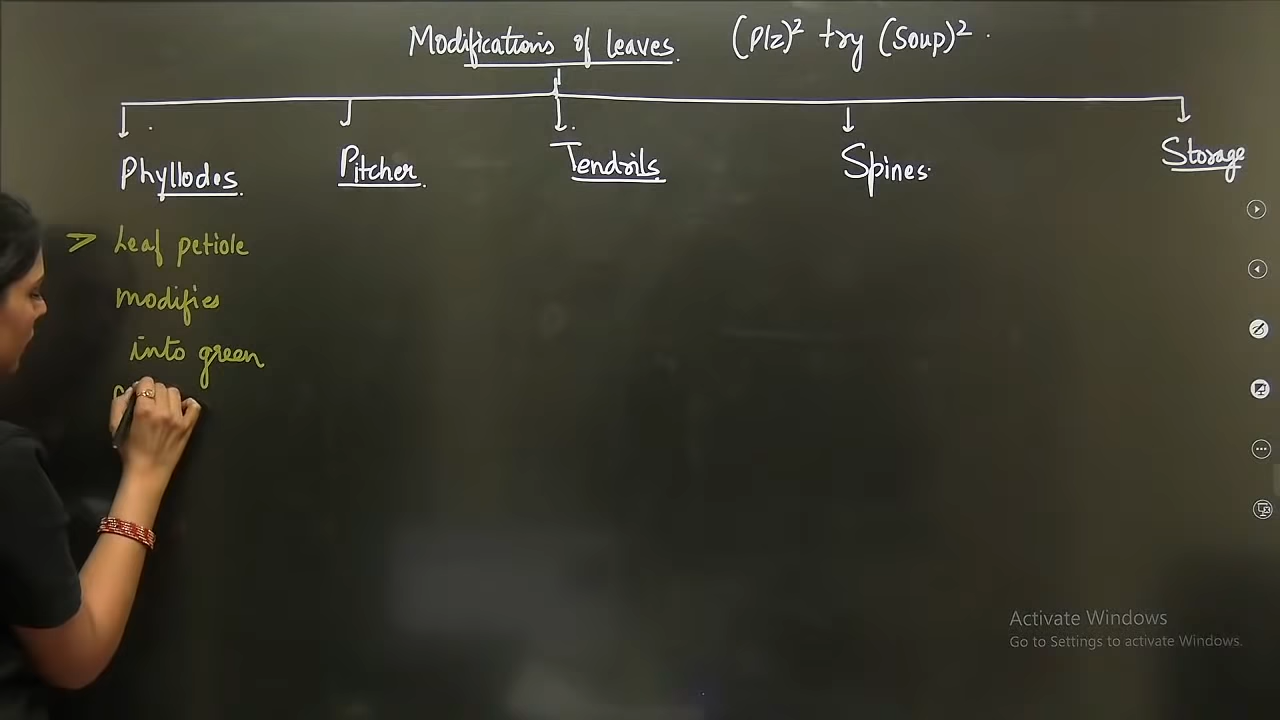 Modifications of leaves. (Plz)² try (Soup)².
Phyllodes. Pitcher. Tendrils Spines. Storage
> Leaf petiole
modifies
into green
Activate Windows
Go to Settings to activate Windows.